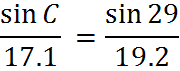 sin C / 17.1 = sin 29 / 19.2